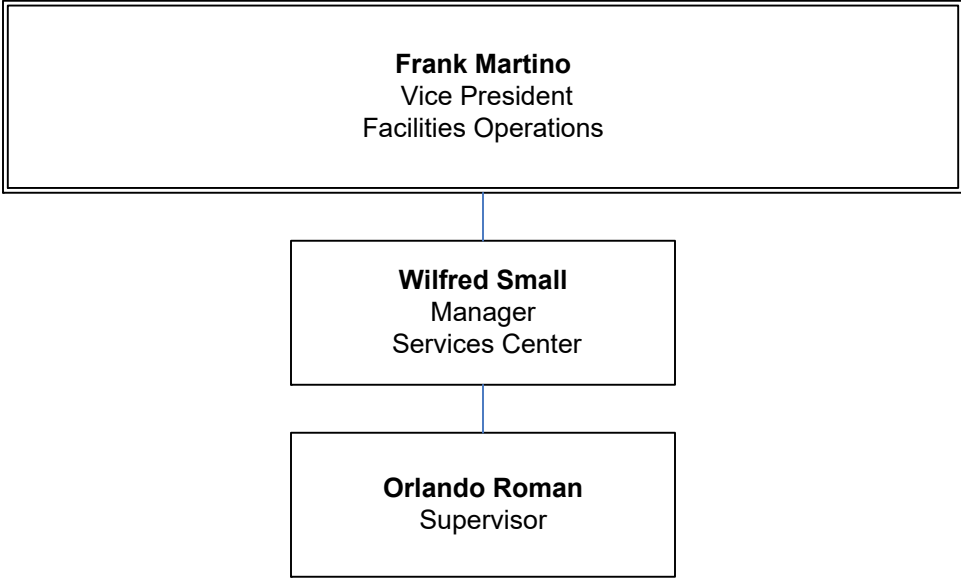 Frank Martino
Vice President
Facilities Operations
Wilfred Small
Manager
Services Center
Orlando Roman
Supervisor